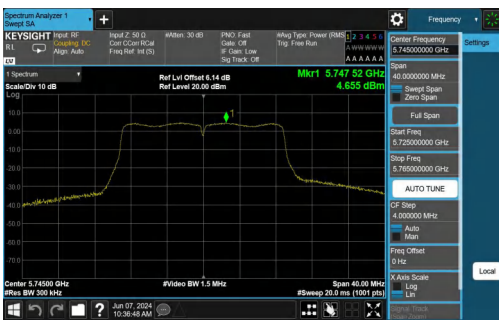 Spectrum Analyzer 1
Swept SA
Frequency
KEYSIGHT Input: RF
Input Z: 50 Ω
#Atten: 30 dB
PNO: Fast
#Avg Type: Power (RMS
1 2 3 4 5 6
RL
Coupling: DC
Corr CCorr RCal
Gate: Off
Trig: Free Run
A W W W W W
Align: Auto
Freq Ref: Int (S)
IF Gain: Low
Sig Track: Off
A A A A A A
LVI
Center Frequency
5.745000000 GHz
Settings
Span
40.0000000 MHz
Swept Span
Zero Span
Full Span
Start Freq
5.725000000 GHz
Stop Freq
5.765000000 GHz
AUTO TUNE
CF Step
4.000000 MHz
Auto
Man
Freq Offset
0 Hz
X Axis Scale
Log
Lin
Signal Track
(Span Zoom)
Local
1 Spectrum
Scale/Div 10 dB
Log
Ref Lvl Offset 6.14 dB
Ref Level 20.00 dBm
Mkr1 5.747 52 GHz
4.655 dBm
1
10.0
0.00
-10.0
-20.0
-30.0
-40.0
-50.0
-60.0
-70.0
Center 5.74500 GHz
#Video BW 1.5 MHz
Span 40.00 MHz
#Res BW 300 kHz
#Sweep 20.0 ms (1001 pts)
?
Jun 07, 2024
10:36:48 AM